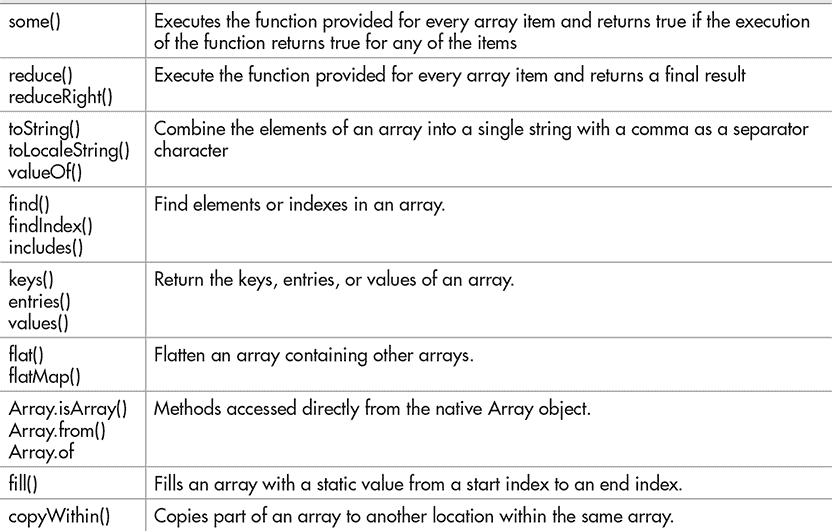 some()
Executes the function provided for every array item and returns true if the execution
of the function returns true for any of the items
reduce()
reduceRight()
Execute the function provided for every array item and returns a final result
toString()
toLocaleString()
valueOf()
Combine the elements of an array into a single string with a comma as a separator
character
find()
findIndex()
includes()
Find elements or indexes in an array.
keys()
entries()
values()
Return the keys, entries, or values of an array.
flat()
flatMap()
Flatten an array containing other arrays.
Array.isArray()
Array.from()
Array.of
Methods accessed directly from the native Array object.
fill()
Fills an array with a static value from a start index to an end index.
copyWithin()
Copies part of an array to another location within the same array.